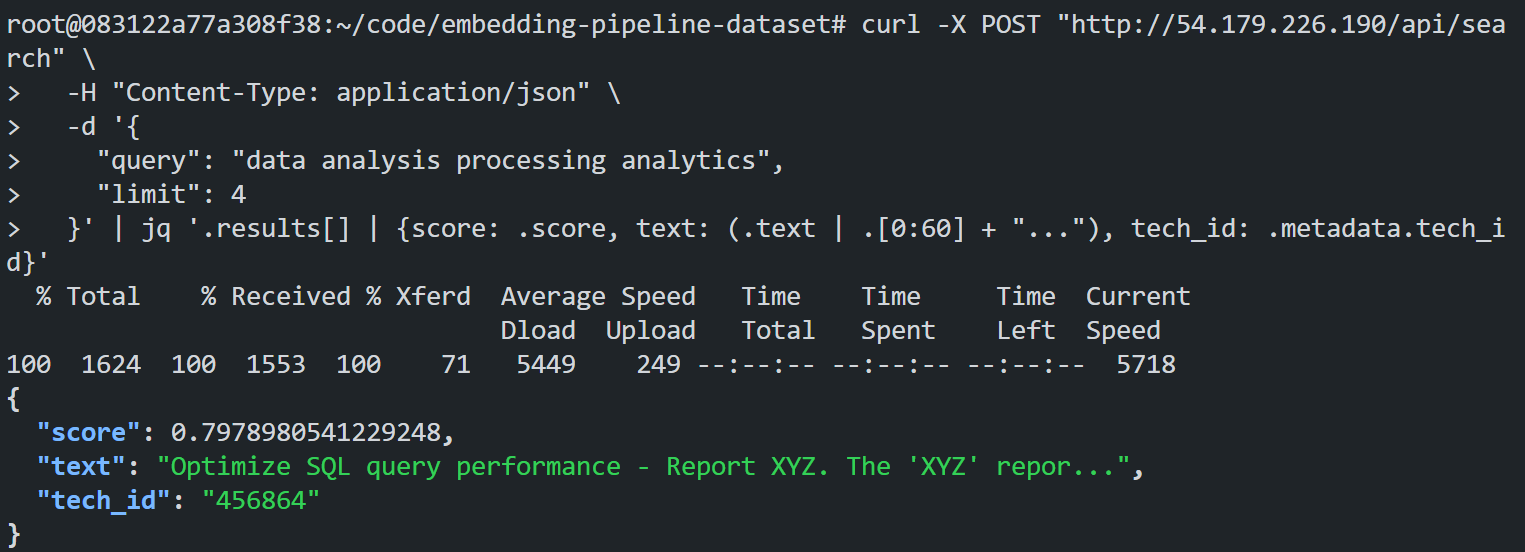 root@083122a77a308f38:~/code/embedding-pipeline-dataset# curl -X POST "http://54.179.226.190/api/sea
rch" \
>   -H "Content-Type: application/json" \
>   -d '{
>     "query": "data analysis processing analytics",
>     "limit": 4
>   }' | jq '.results[] | {score: .score, text: (.text | .[0:60] + "..."), tech_id: .metadata.tech_i
d}'
  % Total    % Received % Xferd  Average Speed   Time    Time     Time  Current
                                 Dload  Upload   Total   Spent    Left  Speed
100  1624  100  1553  100    71   5449    249 --:--:-- --:--:-- --:--:--  5718
{
  "score": 0.7978980541229248,
  "text": "Optimize SQL query performance - Report XYZ. The 'XYZ' repor...",
  "tech_id": "456864"
}